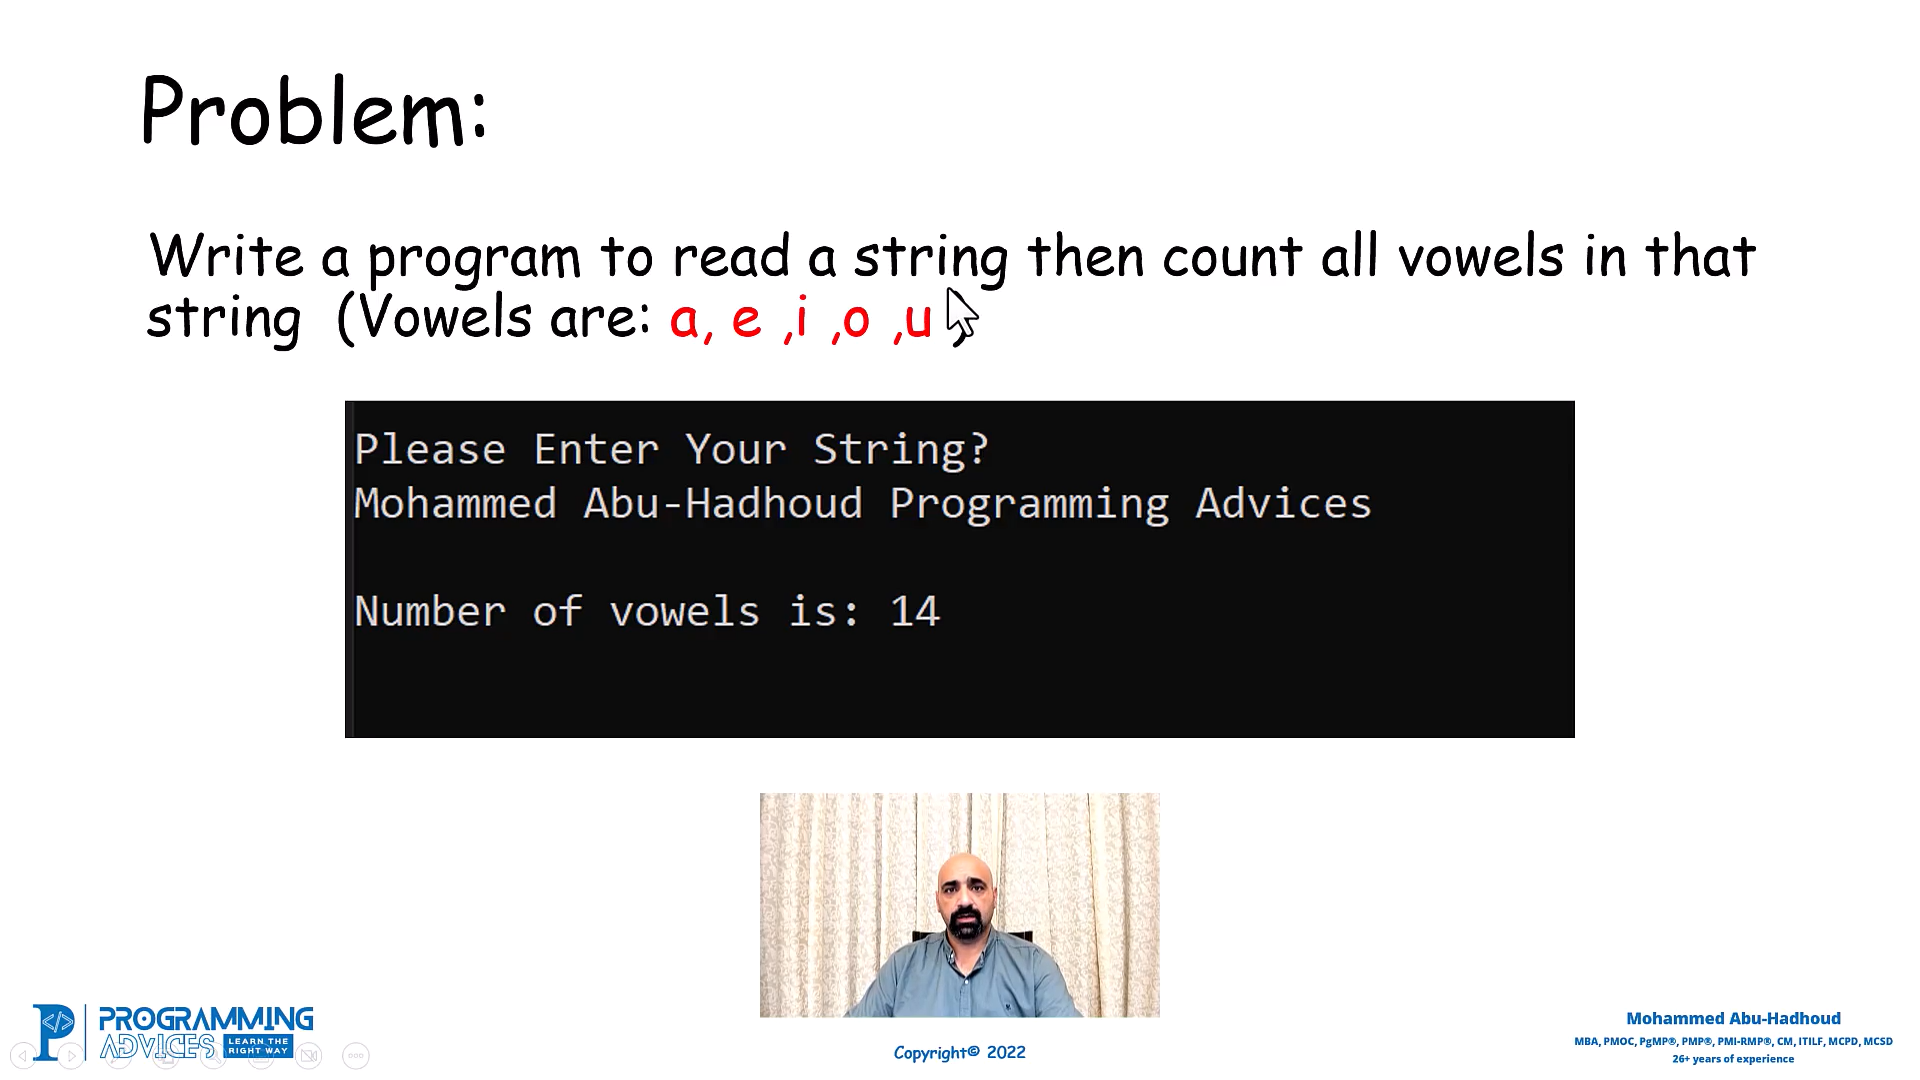 Problem:
Write a program to read a string then count all vowels in that
string (Vowels are: a, e ,i ,o ,u )
Please Enter Your String?
Mohammed Abu-Hadhoud Programming Advices
Number of vowels is: 14
PROGRAMMING
ADVICES
LEARN THE
RIGHT WAY
Copyright© 2022
Mohammed Abu-Hadhoud
MBA, PMOC, PgMP®, PMP®, PMI-RMP®, CM, ITILF, MCPD, MCSD
26+ years of experience